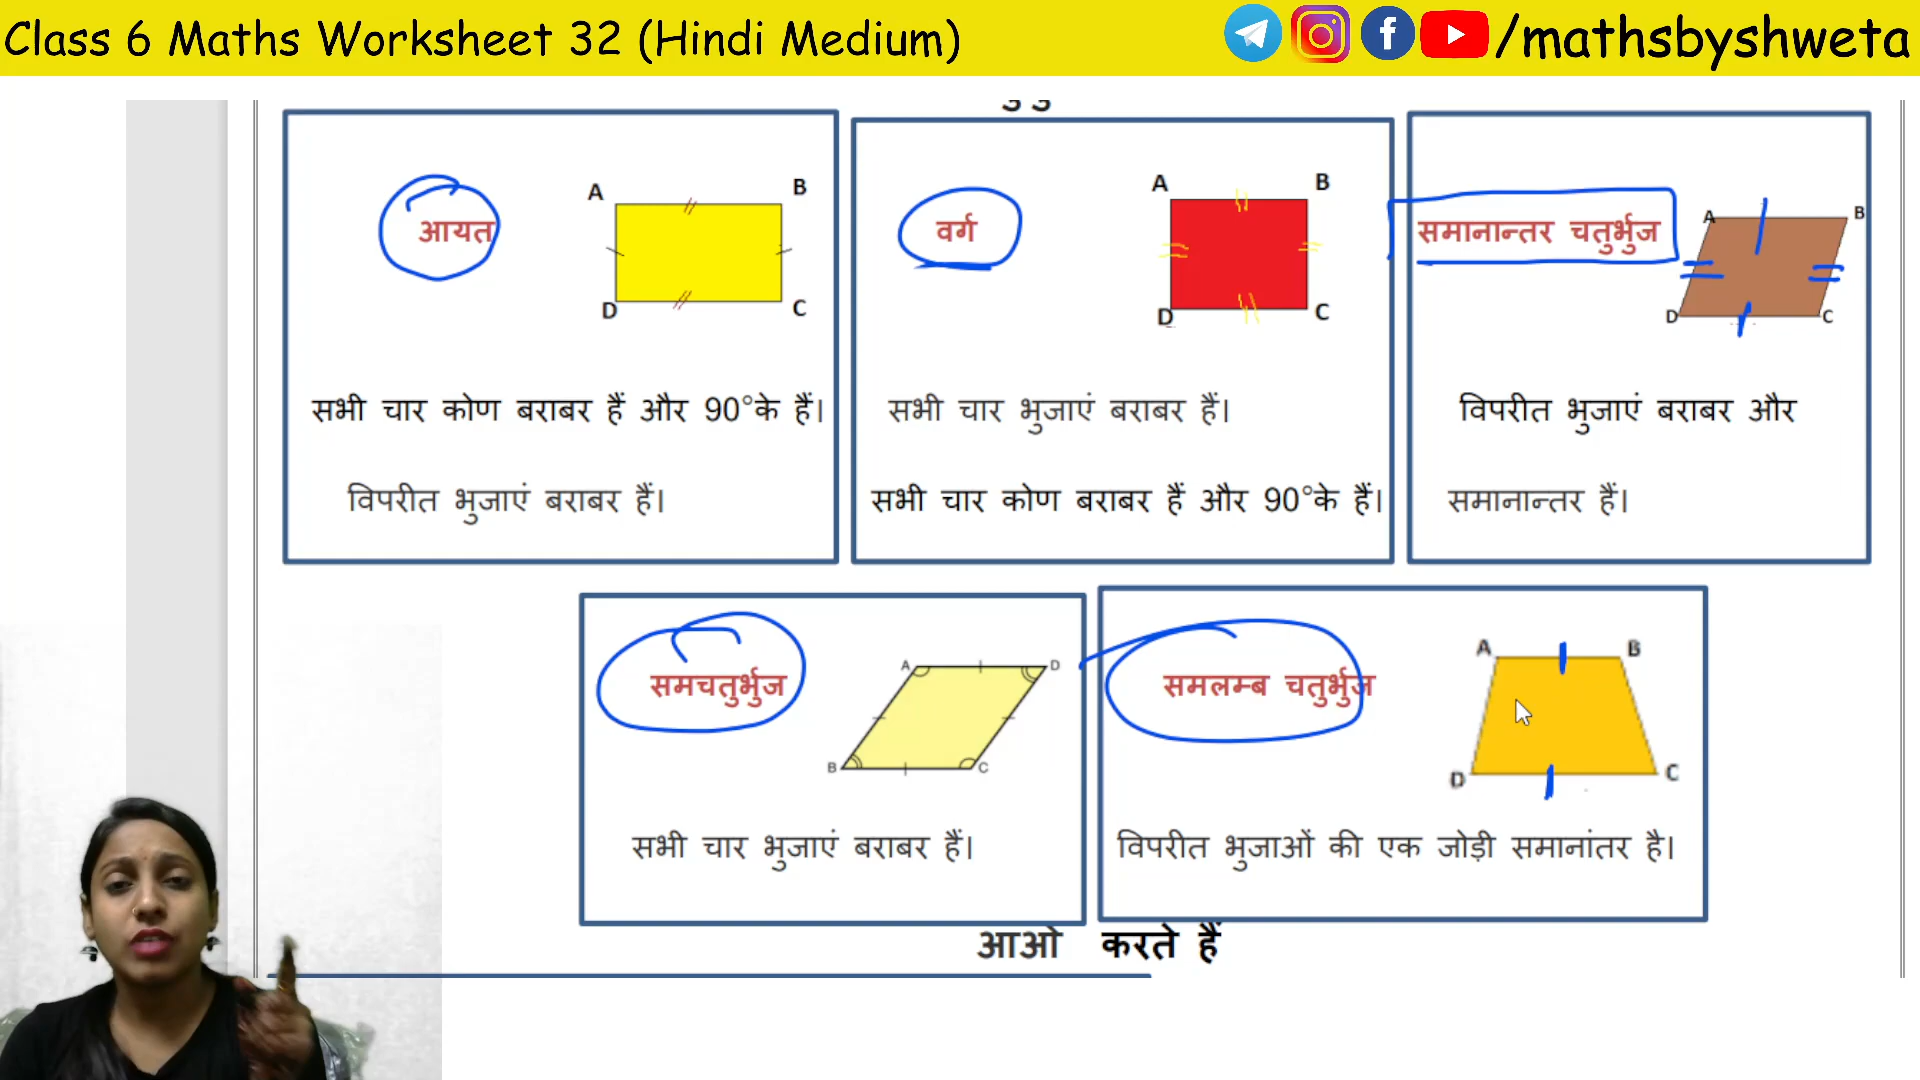 Class 6 Maths Worksheet 32 (Hindi Medium)
/mathsbyshweta
आयत
A
B
D
C
सभी चार कोण बराबर हैं और 90°के हैं।
विपरीत भुजाएं बराबर हैं।
वर्ग
A
B
D
C
सभी चार भुजाएं बराबर हैं।
सभी चार कोण बराबर हैं और 90°के हैं।
समानान्तर चतुर्भुज
A
B
D
C
विपरीत भुजाएं बराबर और
समानान्तर हैं।
समचतुर्भुज
A
D
B
C
सभी चार भुजाएं बराबर हैं।
समलम्ब चतुर्भुज
A
B
D
C
विपरीत भुजाओं की एक जोड़ी समानांतर है।
आओ करते हैं